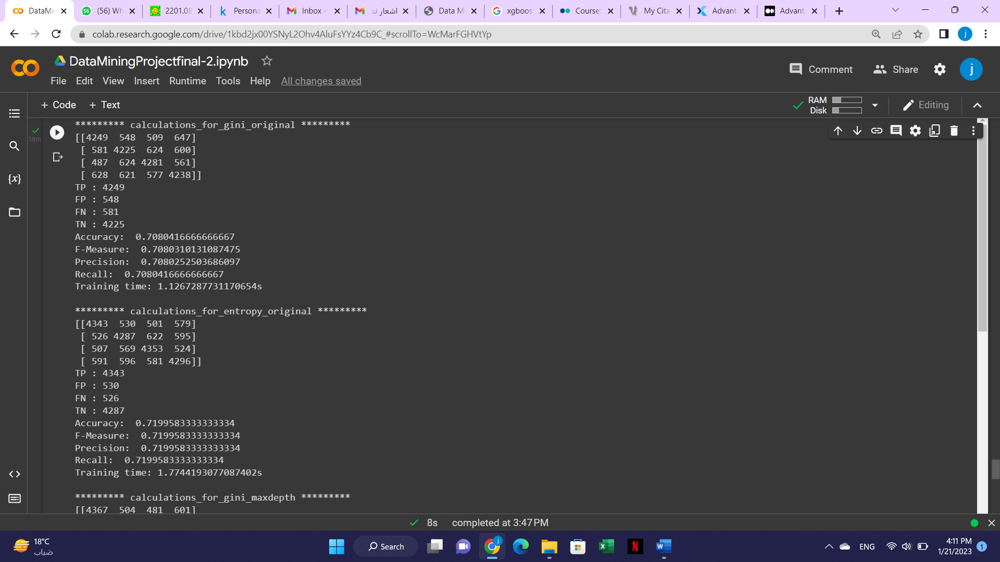 DataMin
(56) Wh
2201.08
Persona
Inbox -
اشعار نذ
Data Mi
xgboost
Course:
My Cita
Advanta
Advanta
colab.research.google.com/drive/1kbd2jx00YSNyL2Ohv4AluFsYYz4Cb9C_#scrollTo=WcMarFGHVtYp
j
DataMiningProjectfinal-2.ipynb
Comment Share j
File Edit View Insert Runtime Tools Help All changes saved
+ Code + Text
RAM
Disk
Editing
18m
{x}
********* calculations_for_gini_original *********
[[4249 548 509 647]
[ 581 4225 624 600]
[ 487 624 4281 561]
[ 628 621 577 4238]]
TP : 4249
FP : 548
FN : 581
TN : 4225
Accuracy: 0.7080416666666667
F-Measure: 0.7080310131087475
Precision: 0.7080252503686097
Recall: 0.7080416666666667
Training time: 1.1267287731170654s
********* calculations_for_entropy_original *********
[[4343 530 501 579]
[ 526 4287 622 595]
[ 507 569 4353 524]
[ 591 596 581 4296]]
TP : 4343
FP : 530
FN : 526
TN : 4287
Accuracy: 0.7199583333333334
F-Measure: 0.7199583333333334
Precision: 0.7199583333333334
Recall: 0.7199583333333334
Training time: 1.7744193077087402s
********* calculations_for_gini_maxdepth *********
[[4367 504 481 601]
8s completed at 3:47 PM
18°C
ضباب
Search
ENG
4:11 PM
1/21/2023
1